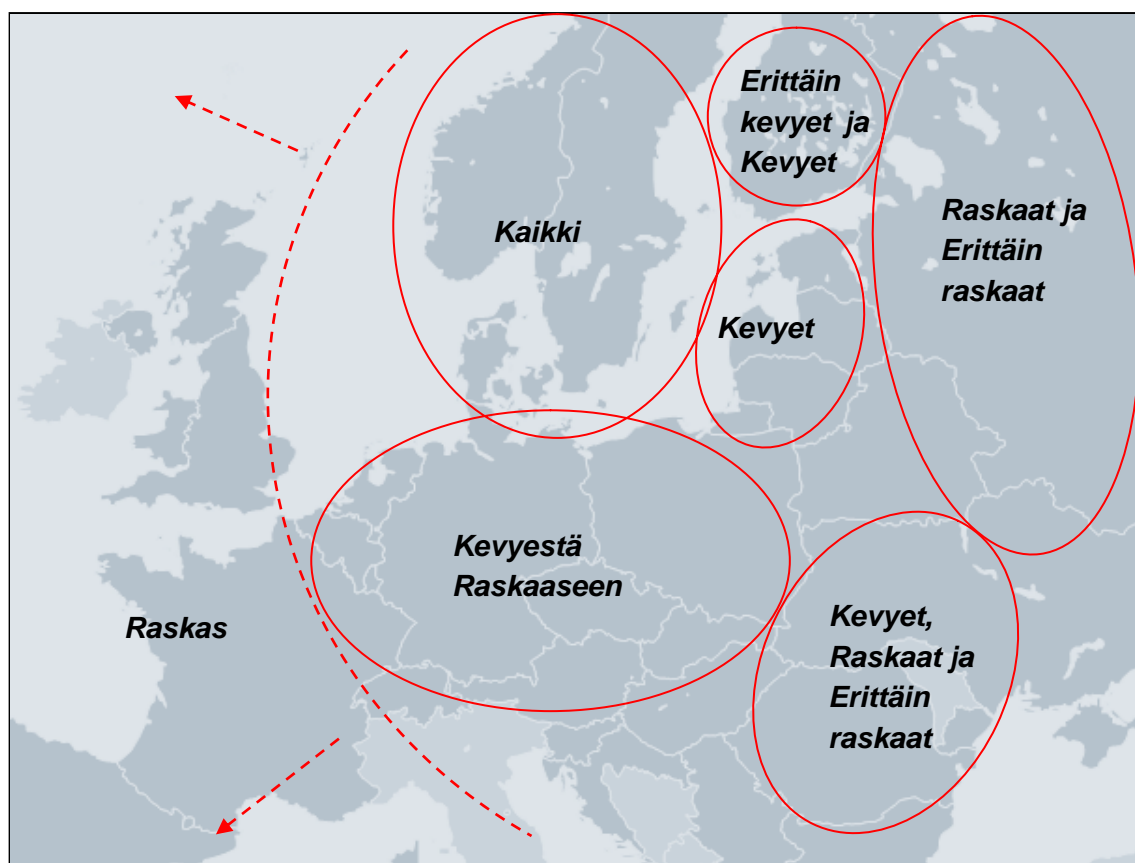 Erittäin
kevyet ja
Kevyet
Raskaat ja
Erittäin
raskaat
Kaikki
Kevyet
Kevyestä
Raskaaseen
Raskas
Kevyet,
Raskaat ja
Erittäin
raskaat